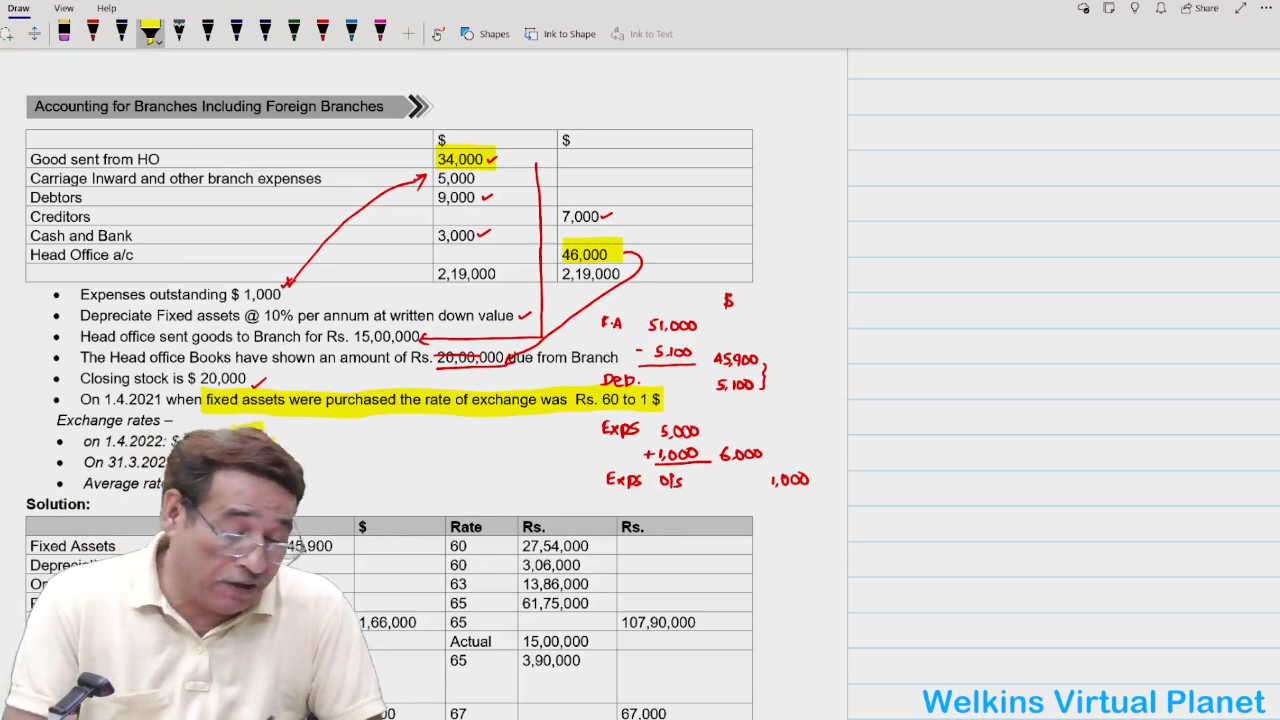 Draw View Help Share
Shapes Ink to Shape Ink to Text
Accounting for Branches Including Foreign Branches
$ $
Good sent from HO 34,000
Carriage Inward and other branch expenses 5,000
Debtors 9,000
Creditors 7,000
Cash and Bank 3,000
Head Office a/c 46,000
2,19,000 2,19,000
• Expenses outstanding $ 1,000
• Depreciate Fixed assets @ 10% per annum at written down value
• Head office sent goods to Branch for Rs. 15,00,000
• The Head office Books have shown an amount of Rs. 20,00,000 due from Branch
• Closing stock is $ 20,000
• On 1.4.2021 when fixed assets were purchased the rate of exchange was Rs. 60 to 1 $
Exchange rates –
• on 1.4.2022: $
• On 31.3.202
• Average rat
$
F.A 51,000
- 5,100 45,900
Dep. 5,100
Exps 5,000
+1,000 6,000
Exps o/s 1,000
Solution:
$ Rate Rs. Rs.
Fixed Assets 45,900 60 27,54,000
Depreciati 60 3,06,000
63 13,86,000
65 61,75,000
1,66,000 65 107,90,000
Actual 15,00,000
65 3,90,000
67 67,000
Welkins Virtual Planet